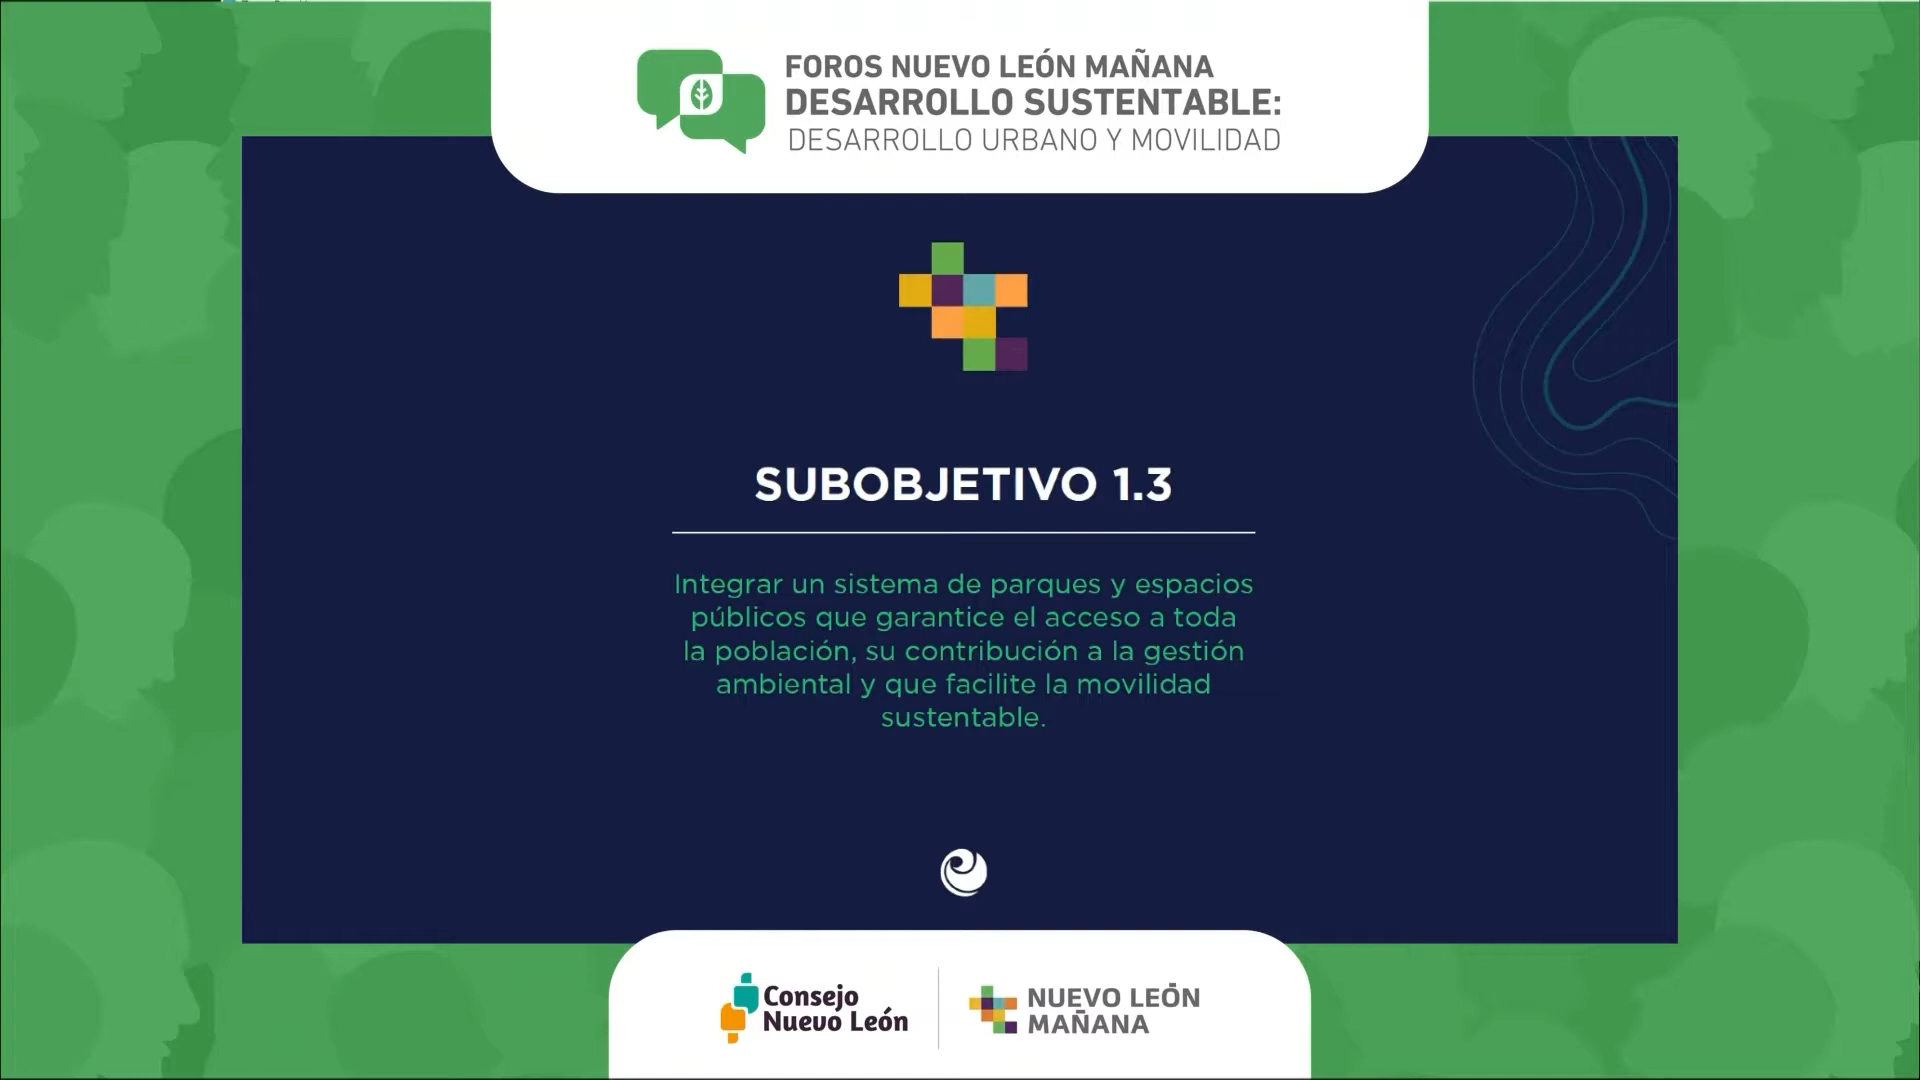 FOROS NUEVO LEÓN MAÑANA
DESARROLLO SUSTENTABLE:
DESARROLLO URBANO Y MOVILIDAD
SUBOBJETIVO 1.3
Integrar un sistema de parques y espacios
públicos que garantice el acceso a toda
la población, su contribución a la gestión
ambiental y que facilite la movilidad
sustentable.
Consejo
Nuevo León
NUEVO LEÓN
MAÑANA